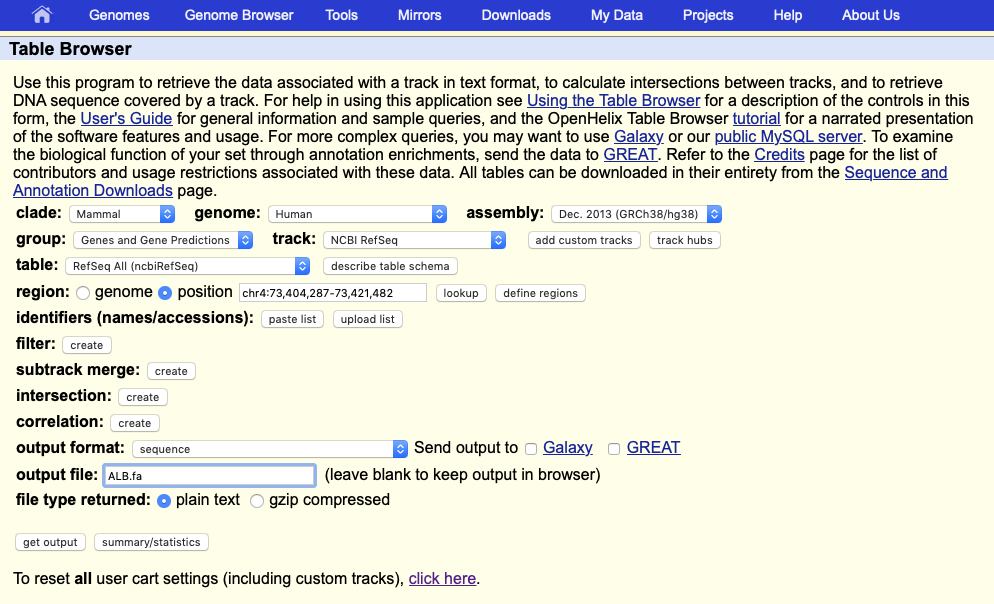 Genomes Genome Browser Tools Mirrors Downloads My Data Projects Help About Us
Table Browser
Use this program to retrieve the data associated with a track in text format, to calculate intersections between tracks, and to retrieve
DNA sequence covered by a track. For help in using this application see Using the Table Browser for a description of the controls in this
form, the User's Guide for general information and sample queries, and the OpenHelix Table Browser tutorial for a narrated presentation
of the software features and usage. For more complex queries, you may want to use Galaxy or our public MySQL server. To examine
the biological function of your set through annotation enrichments, send the data to GREAT. Refer to the Credits page for the list of
contributors and usage restrictions associated with these data. All tables can be downloaded in their entirety from the Sequence and
Annotation Downloads page.
clade: Mammal genome: Human assembly: Dec. 2013 (GRCh38/hg38)
group: Genes and Gene Predictions track: NCBI RefSeq add custom tracks track hubs
table: RefSeq All (ncbiRefSeq) describe table schema
region: genome position chr4:73,404,287-73,421,482 lookup define regions
identifiers (names/accessions): paste list upload list
filter: create
subtrack merge: create
intersection: create
correlation: create
output format: sequence Send output to Galaxy GREAT
output file: ALB.fa (leave blank to keep output in browser)
file type returned: plain text gzip compressed
get output summary/statistics
To reset all user cart settings (including custom tracks), click here.